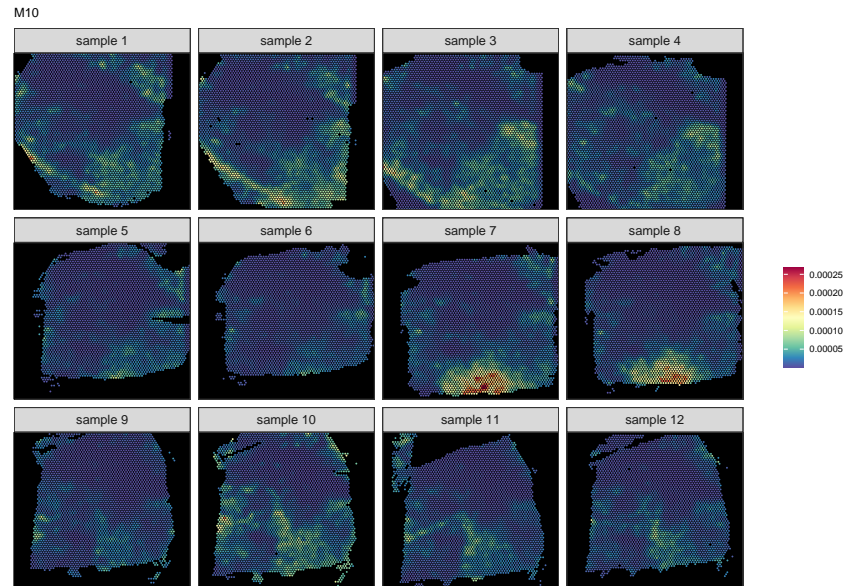 M10
sample 1
sample 2
sample 3
sample 4
sample 5
sample 6
sample 7
sample 8
0.00025
0.00020
0.00015
0.00010
0.00005
sample 9
sample 10
sample 11
sample 12